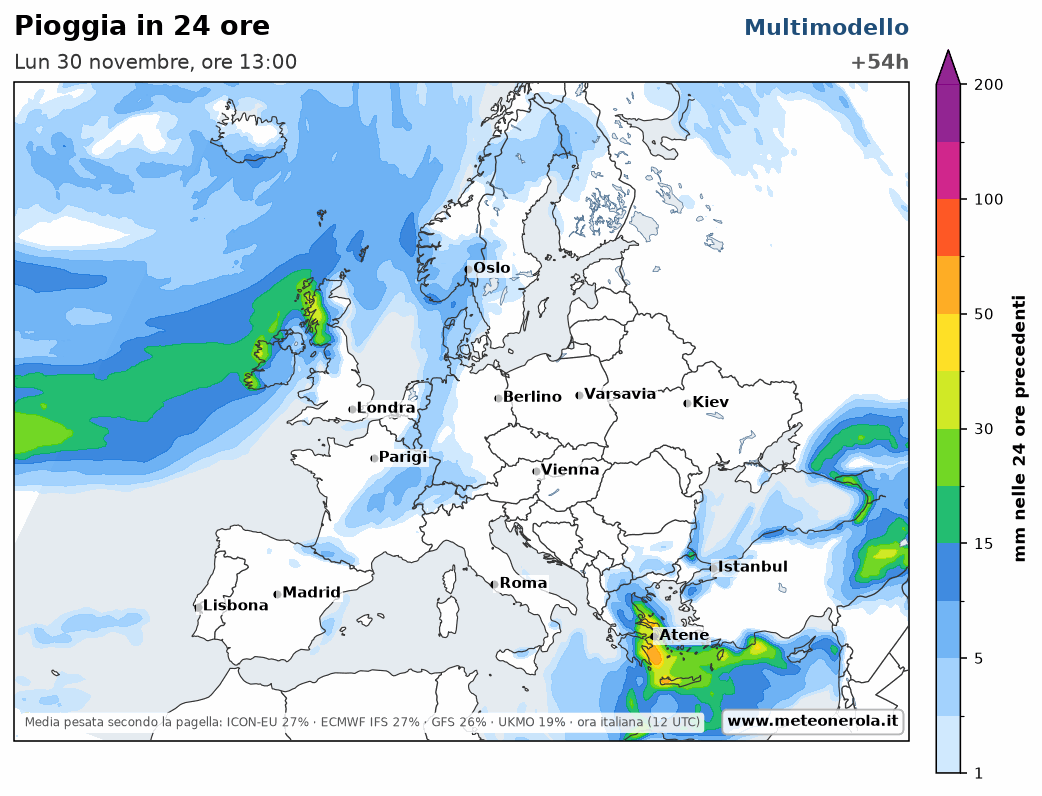 Pioggia in 24 ore
Multimodello
Lun 30 novembre, ore 13:00
+54h
200
100
50
30
15
5
1
mm nelle 24 ore precedenti
Oslo
Berlino
Varsavia
Kiev
Londra
Parigi
Vienna
Istanbul
Roma
Madrid
Lisbona
Atene
Media pesata secondo la pagella: ICON-EU 27% · ECMWF IFS 27% · GFS 26% · UKMO 19% · ora italiana (12 UTC)
www.meteonerola.it